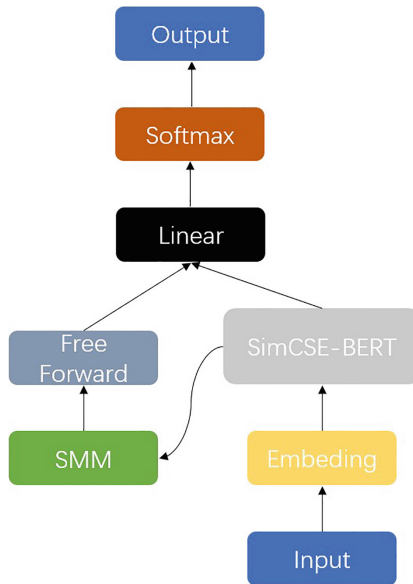 Output
Softmax
Linear
Free
Forward
SimCSE-BERT
SMM
Embeding
Input